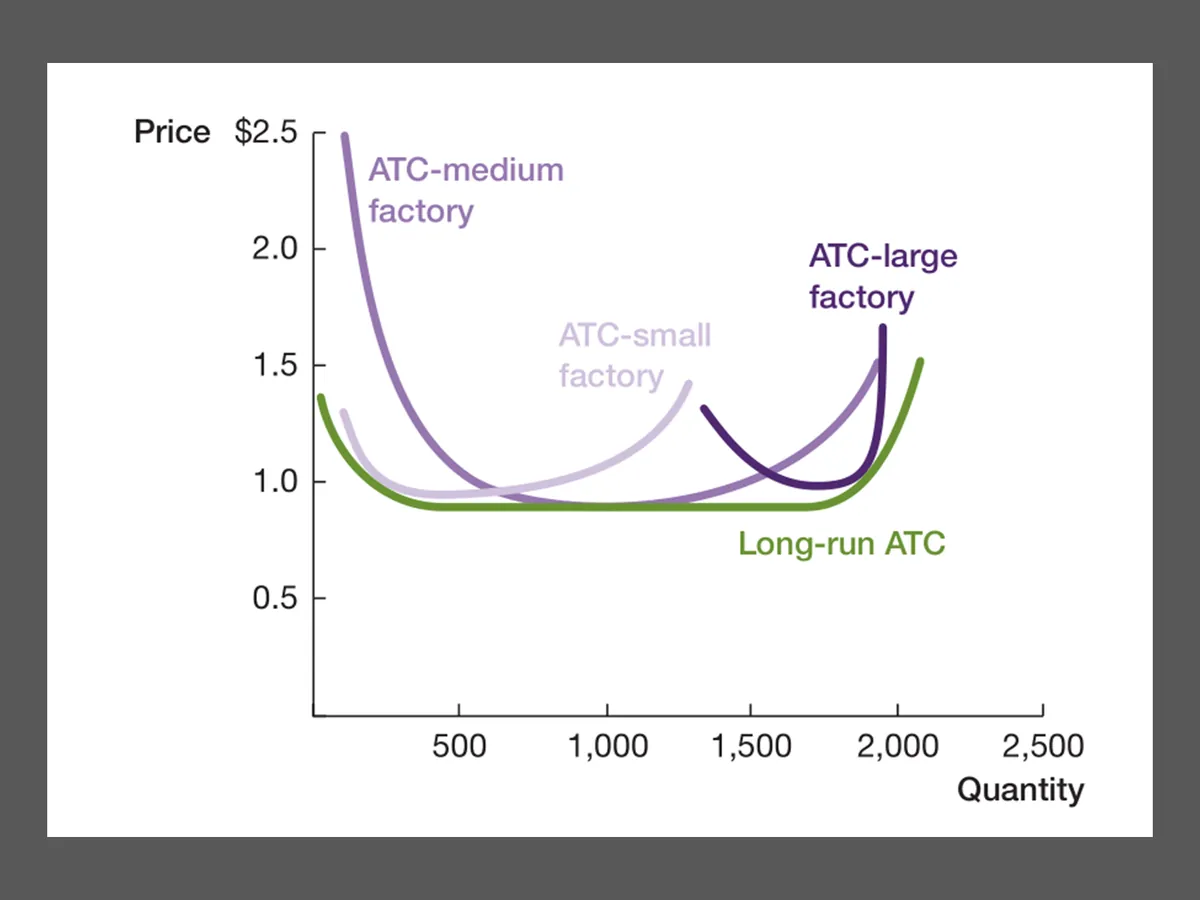 Price $2.5
ATC-medium
factory
2.0
ATC-large
factory
ATC-small
factory
1.5
1.0
Long-run ATC
0.5
500 1,000 1,500 2,000 2,500
Quantity